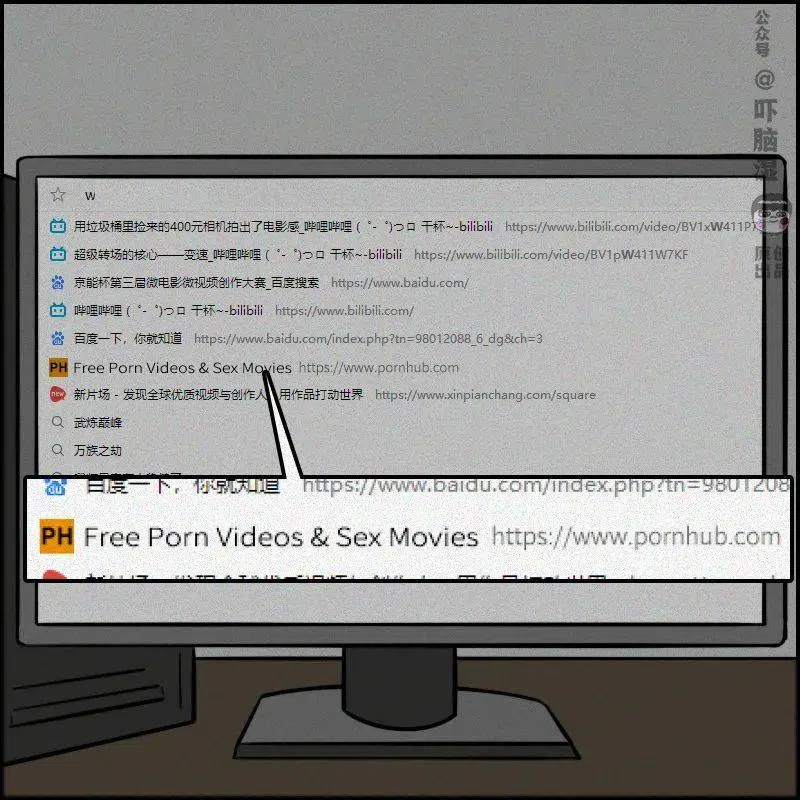 公众号@吓脑湿
原创出品
w
用垃圾桶里捡来的400元相机拍出了电影感_哔哩哔哩 ( ゜- ゜)つロ 干杯~-bilibili https://www.bilibili.com/video/BV1xW411P7
超级转场的核心——变速_哔哩哔哩 ( ゜- ゜)つロ 干杯~-bilibili https://www.bilibili.com/video/BV1pW411W7KF
京能杯第三届微电影微视频创作大赛_百度搜索 https://www.baidu.com/
哔哩哔哩 ( ゜- ゜)つロ 干杯~-bilibili https://www.bilibili.com/
百度一下，你就知道 https://www.baidu.com/index.php?tn=98012088_6_dg&ch=3
PH Free Porn Videos & Sex Movies https://www.pornhub.com
new 新片场 - 发现全球优质视频与创作人 用作品打动世界 https://www.xinpianchang.com/square
武炼巅峰
万族之劫
du 百度一下，你就知道 https://www.baidu.com/index.php?tn=9801208
PH Free Porn Videos & Sex Movies https://www.pornhub.com